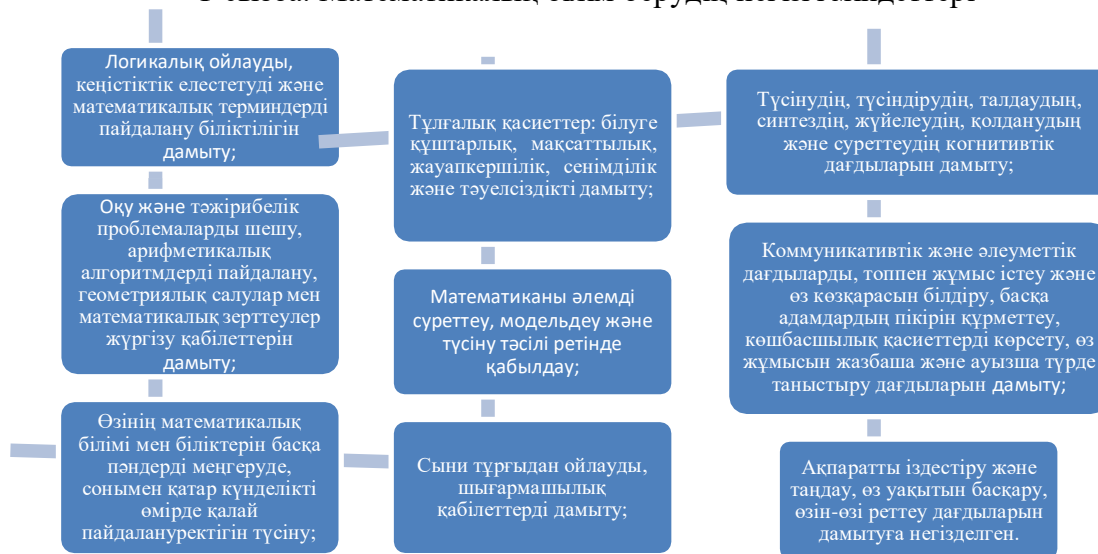 Логикалық ойлауды,
кеңістіктік елестетуді және
математикалық терминдерді
пайдалану біліктілігін
дамыту;
Оқу және тәжірибелік
проблемаларды шешу,
арифметикалық
алгоритмдерді пайдалану,
геометриялық салулар мен
математикалық зерттеулер
жүргізу қабілеттерін
дамыту;
Өзінің математикалық
білімі мен біліктерін басқа
пәндерді меңгеруде,
сонымен қатар күнделікті
өмірде қалай
пайдалануректігін түсіну;
Тұлғалық қасиеттер: білуге
құштарлық, мақсаттылық,
жауапкершілік, сенімділік
және тәуелсіздікті дамыту;
Математиканы әлемді
суреттеу, модельдеу және
түсіну тәсілі ретінде
қабылдау;
Сыни тұрғыдан ойлауды,
шығармашылық
қабілеттерді дамыту;
Түсінудің, түсіндірудің, талдаудың,
синтездің, жүйелеудің, қолданудың
және суреттеудің когнитивтік
дағдыларын дамыту;
Коммуникативтік және әлеуметтік
дағдыларды, топпен жұмыс істеу және
өз көзқарасын білдіру, басқа
адамдардың пікірін құрметтеу,
көшбасшылық қасиеттерді көрсету, өз
жұмысын жазбаша және ауызша түрде
таныстыру дағдыларын дамыту;
Ақпаратты іздестіру және
таңдау, өз уақытын басқару,
өзін-өзі реттеу дағдыларын
дамытуға негізделген.